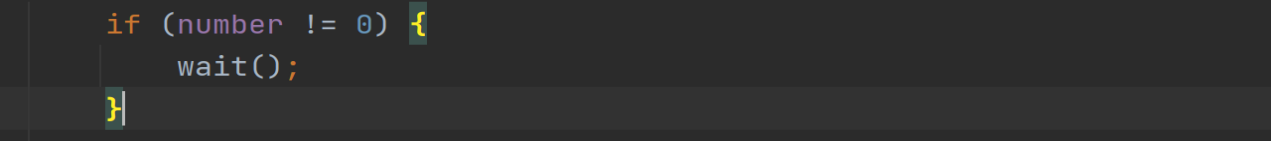 if (number != 0) {
    wait();
}